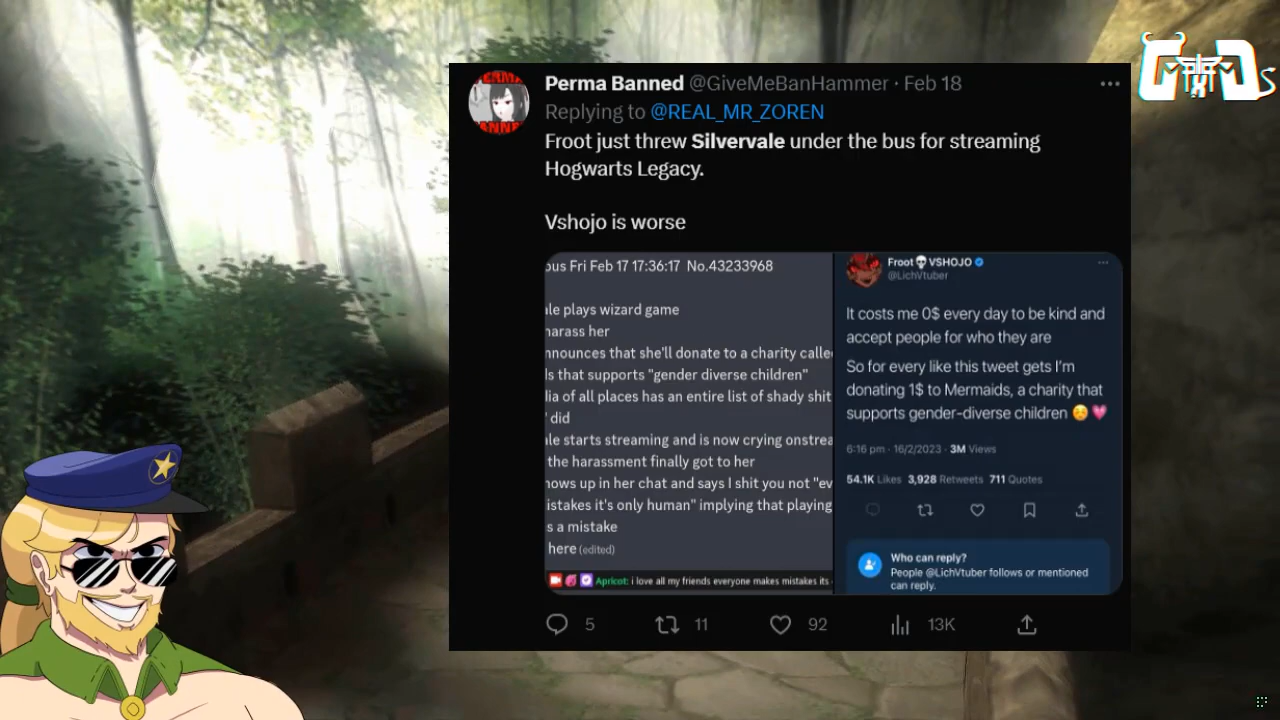 Perma Banned @GiveMeBanHammer · Feb 18
Replying to @REAL_MR_ZOREN
Froot just threw Silvervale under the bus for streaming
Hogwarts Legacy.
Vshojo is worse
ous Fri Feb 17 17:36:17 No.43233968
ale plays wizard game
harass her
nnounces that she'll donate to a charity calle
ls that supports "gender diverse children"
lia of all places has an entire list of shady shit
' did
ale starts streaming and is now crying onstrea
the harassment finally got to her
hows up in her chat and says I shit you not "ev
istakes it's only human" implying that playing
s a mistake
here (edited)
Apricot: i love all my friends everyone makes mistakes its
Froot VSHOJO
@LichVtuber
It costs me 0$ every day to be kind and
accept people for who they are
So for every like this tweet gets I'm
donating 1$ to Mermaids, a charity that
supports gender-diverse children
6:16 pm · 16/2/2023 · 3M Views
54.1K Likes 3,928 Retweets 711 Quotes
Who can reply?
People @LichVtuber follows or mentioned
can reply.
5 11 92 13K